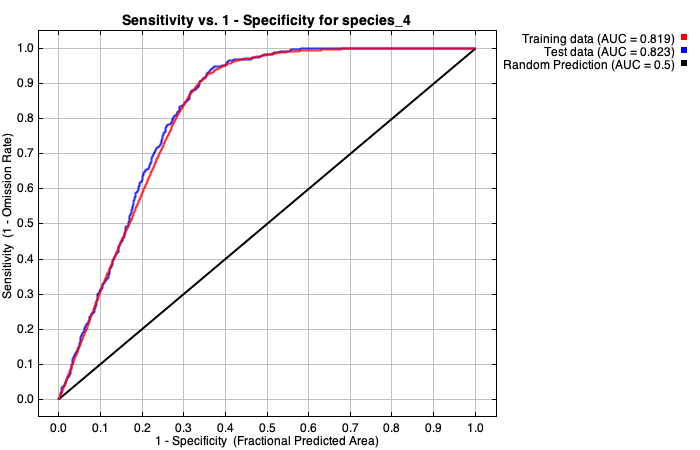 Sensitivity vs. 1 - Specificity for species_4
Training data (AUC = 0.819)
Test data (AUC = 0.823)
Random Prediction (AUC = 0.5)
Sensitivity (1 - Omission Rate)
1.0
0.9
0.8
0.7
0.6
0.5
0.4
0.3
0.2
0.1
0.0
0.0 0.1 0.2 0.3 0.4 0.5 0.6 0.7 0.8 0.9 1.0
1 - Specificity (Fractional Predicted Area)